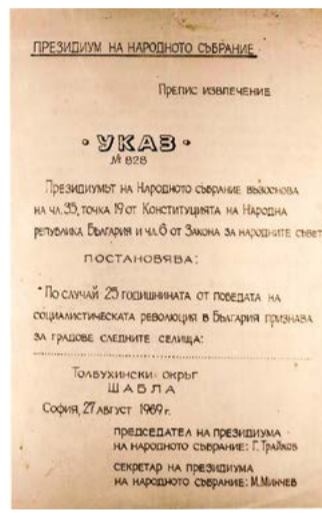 ПРЕЗИДИУМ НА НАРОДНОТО СЪБРАНИЕ
Препис извлечение
• УКАЗ •
№ 828
Президиумът на Народното събрание въз основа
на чл. 35, точка 19 от Конституцията на Народна
република България и чл. 6 от Закона за народните съвет
ПОСТАНОВЯВА:
"По случай 25 годишнината от победата на
социалистическата революция в България признава
за градове следните селища:
Толбухински окръг
ШАБЛА
София, 27 август 1969 г.
председател на президиума
на народното събрание: Г. Трайков
секретар на президиума
на народното събрание: М. Минчев